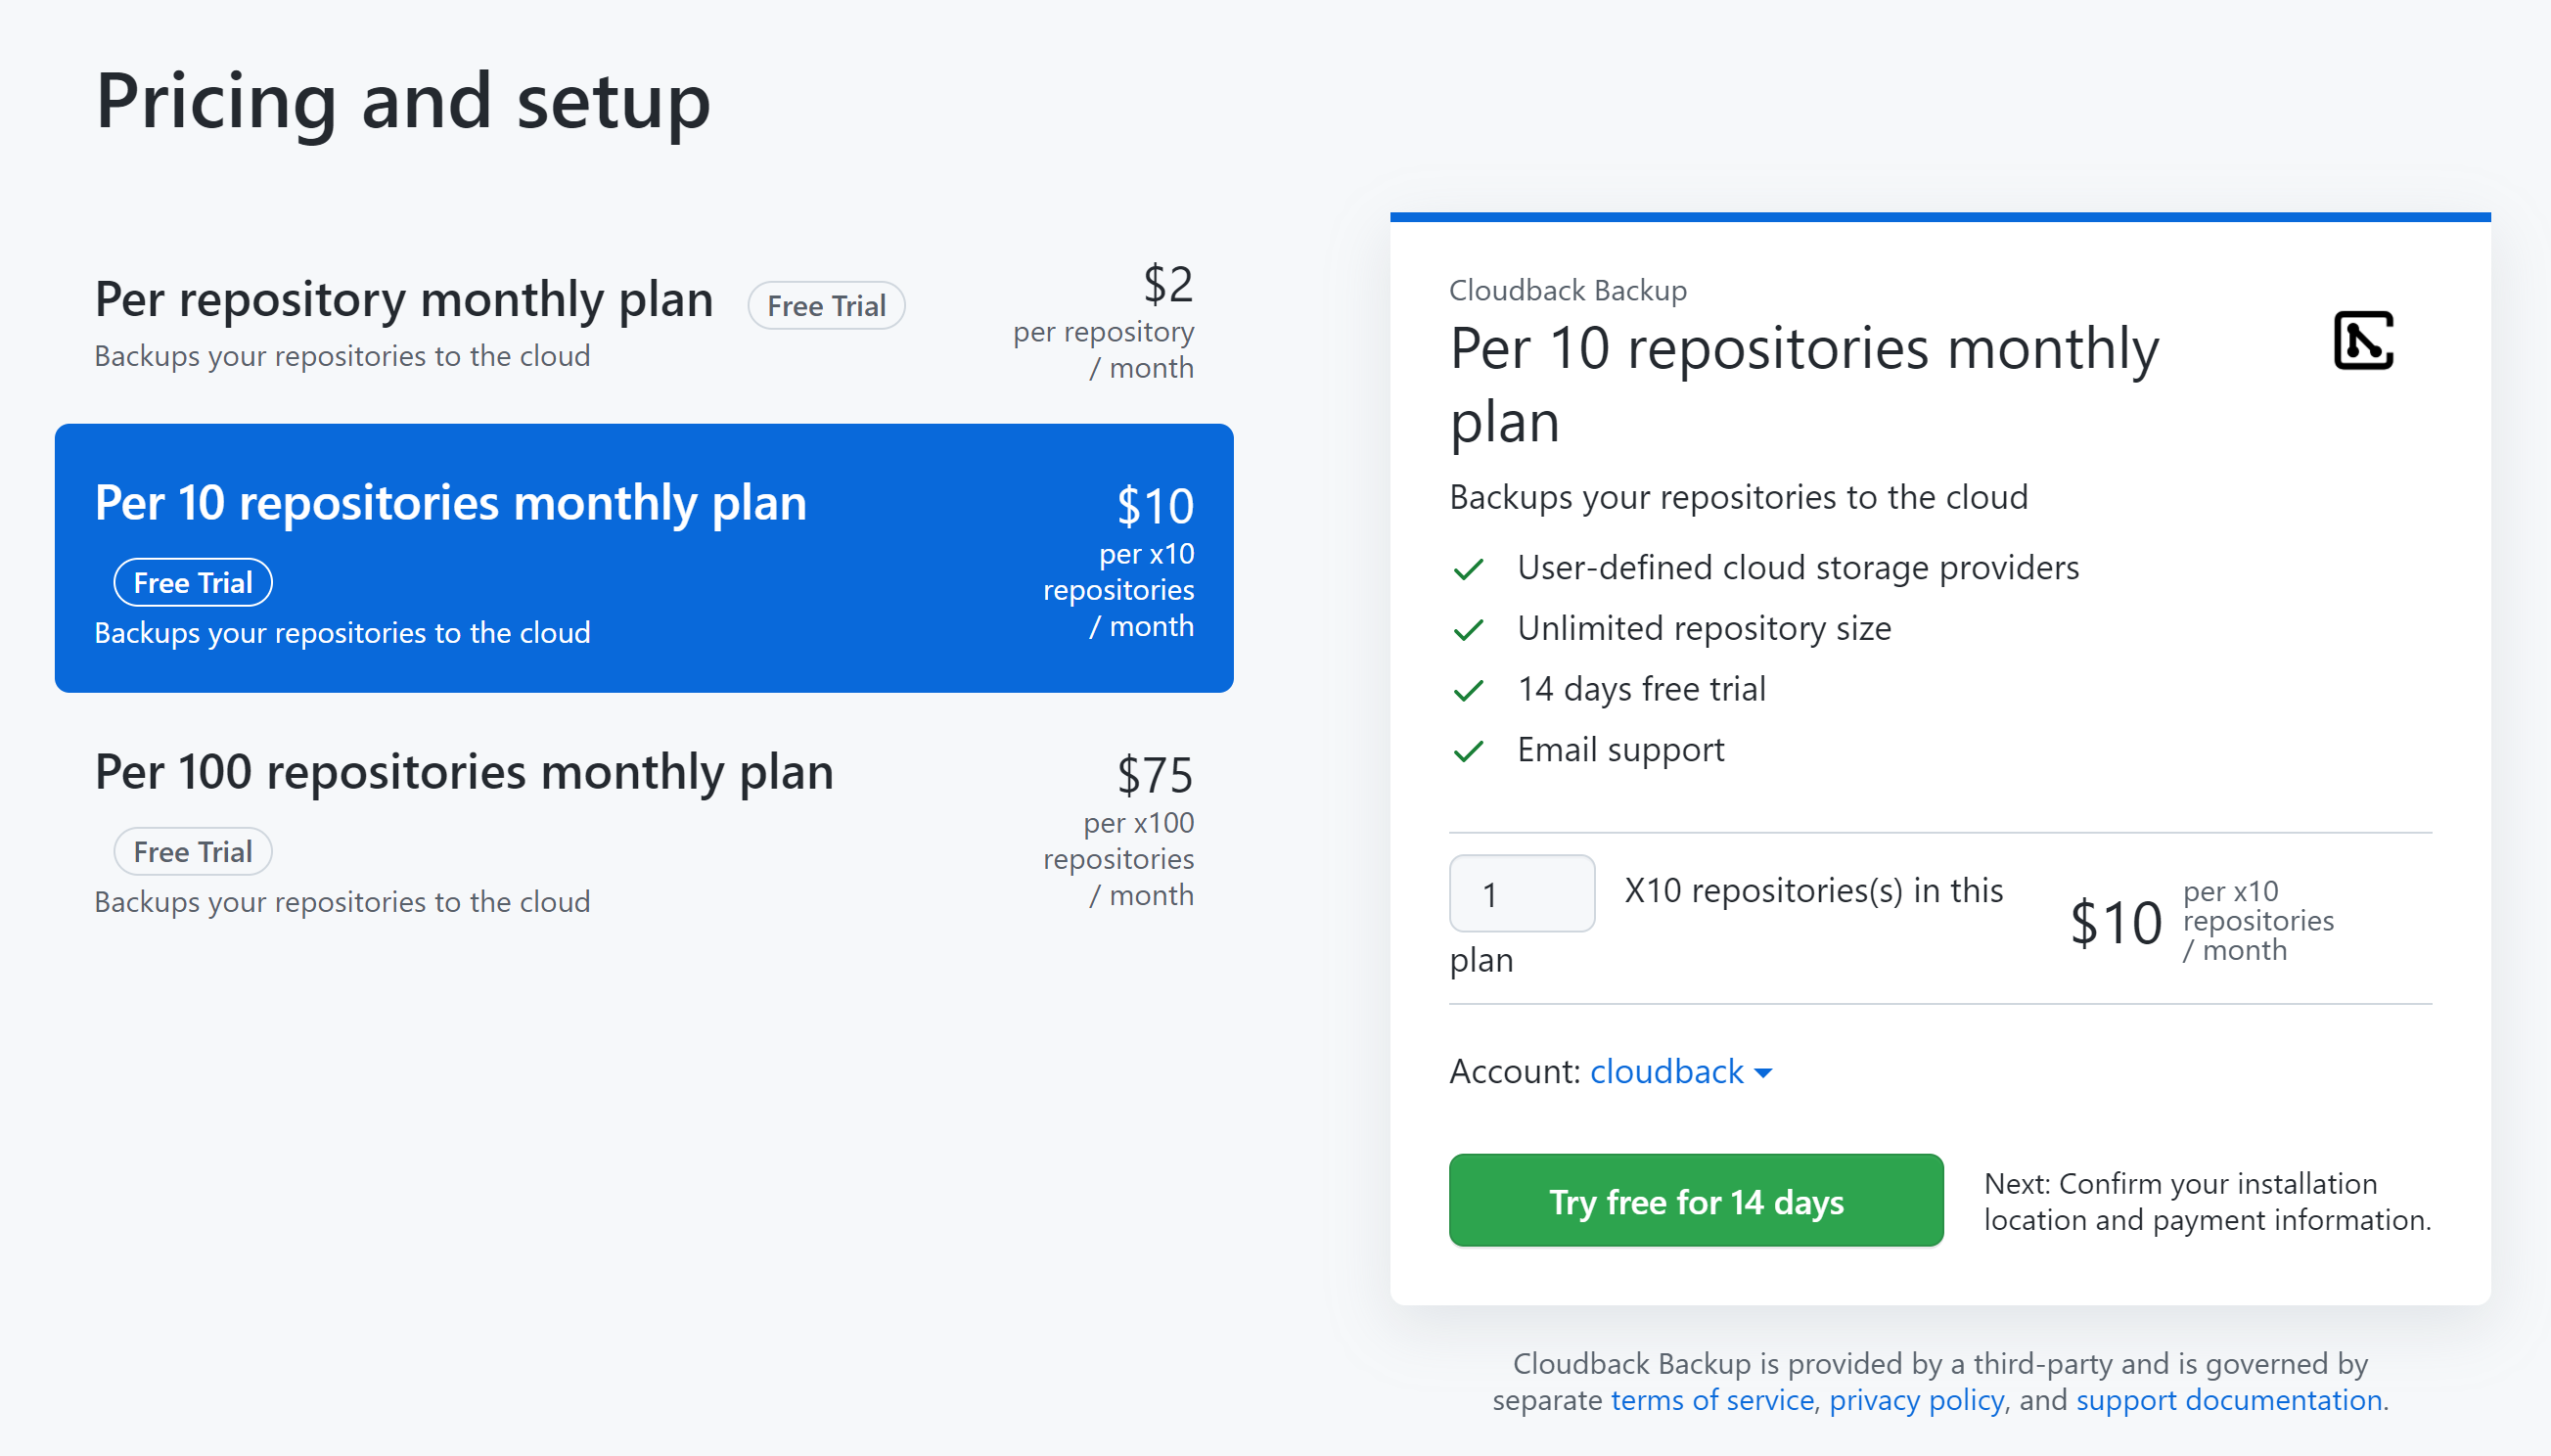 Pricing and setup
Per repository monthly plan Free Trial
Backups your repositories to the cloud
$2
per repository
/ month
Per 10 repositories monthly plan
Free Trial
Backups your repositories to the cloud
$10
per x10
repositories
/ month
Per 100 repositories monthly plan
Free Trial
Backups your repositories to the cloud
$75
per x100
repositories
/ month
Cloudback Backup
Per 10 repositories monthly
plan
Backups your repositories to the cloud
User-defined cloud storage providers
Unlimited repository size
14 days free trial
Email support
1 X10 repositories(s) in this
plan
$10
per x10
repositories
/ month
Account: cloudback
Try free for 14 days
Next: Confirm your installation
location and payment information.
Cloudback Backup is provided by a third-party and is governed by
separate terms of service, privacy policy, and support documentation.